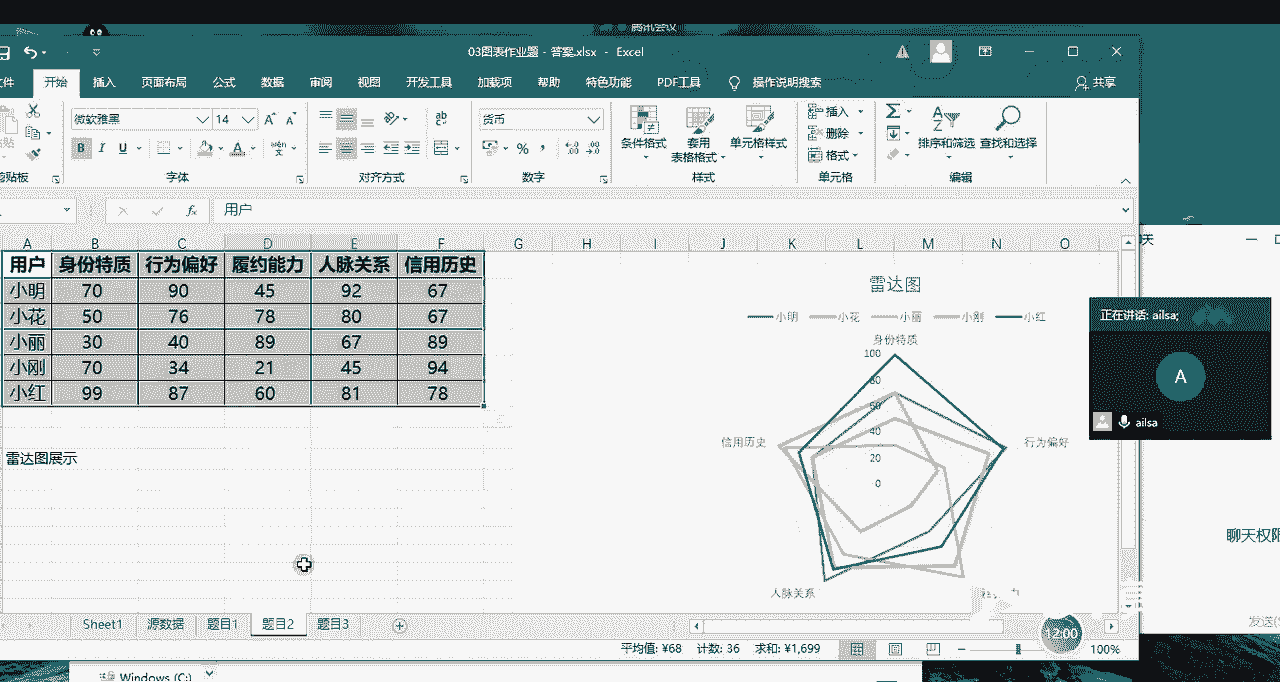 腾讯会议
03图表作业题 - 答案.xlsx - Excel
文件 开始 插入 页面布局 公式 数据 审阅 视图 开发工具 加载项 帮助 特色功能 PDF工具 操作说明搜索 共享
微软雅黑 14 货币 条件格式 套用 表格格式 单元格样式 插入 删除 格式 排序和筛选 查找和选择
B I U % ,
剪贴板 字体 对齐方式 数字 样式 单元格 编辑
fx 用户
A B C D E F G H I J K L M N O
用户 身份特质 行为偏好 履约能力 人脉关系 信用历史
小明 70 90 45 92 67
小花 50 76 78 80 67
小丽 30 40 89 67 89
小刚 70 34 21 45 94
小红 99 87 60 81 78
雷达图展示
雷达图
小明 小花 小丽 小刚 小红
身份特质
100
80
60
40
20
0
行为偏好
信用历史
人脉关系
正在讲话: ailsa;
A
ailsa
聊天权限
发送(S
Sheet1 源数据 题目1 题目2 题目3
平均值: ¥68 计数: 36 求和: ¥1,699 100%
12:00
Windows (C:)